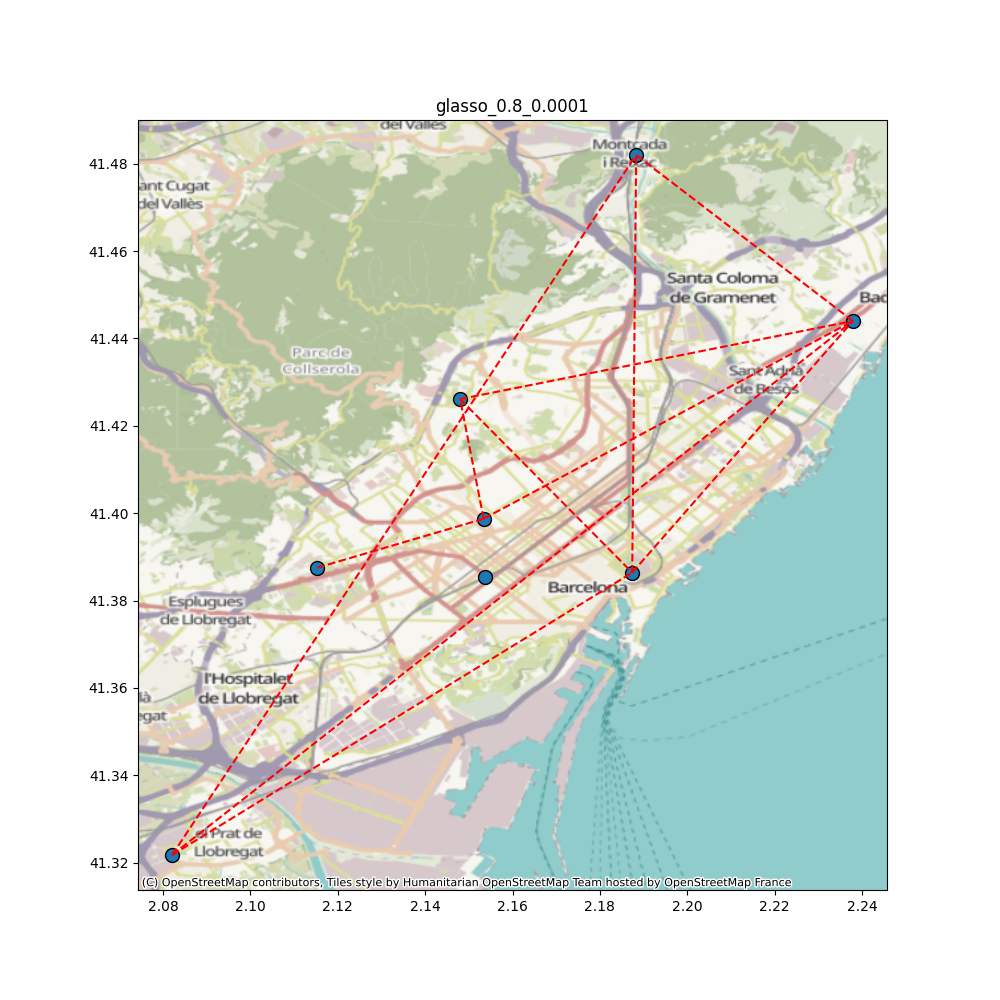 glasso_0.8_0.0001
del Vallès
Montcada
i Reixac
ant Cugat
del Vallès
Santa Coloma
de Gramenet
Bad
Parc de
Collserola
Sant Adrià
de Besòs
Barcelona
Esplugues
de Llobregat
l'Hospitalet
de Llobregat
là
egat
el Prat de
Llobregat
(C) OpenStreetMap contributors, Tiles style by Humanitarian OpenStreetMap Team hosted by OpenStreetMap France
41.48
41.46
41.44
41.42
41.40
41.38
41.36
41.34
41.32
2.08 2.10 2.12 2.14 2.16 2.18 2.20 2.22 2.24